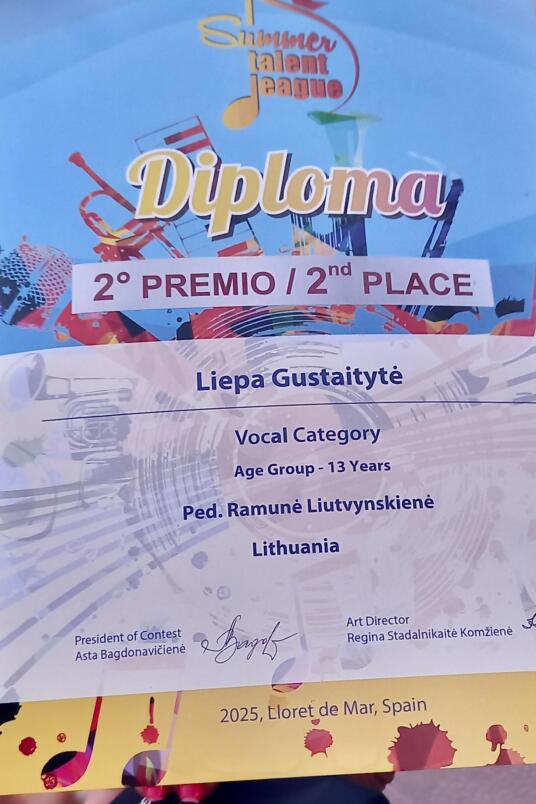 Summer
talent
league
Diploma
2º PREMIO / 2nd PLACE
Liepa Gustaitytė
Vocal Category
Age Group - 13 Years
Ped. Ramunė Liutvynskienė
Lithuania
President of Contest
Asta Bagdonavičienė
Art Director
Regina Stadalnikaitė Komžienė
2025, Lloret de Mar, Spain